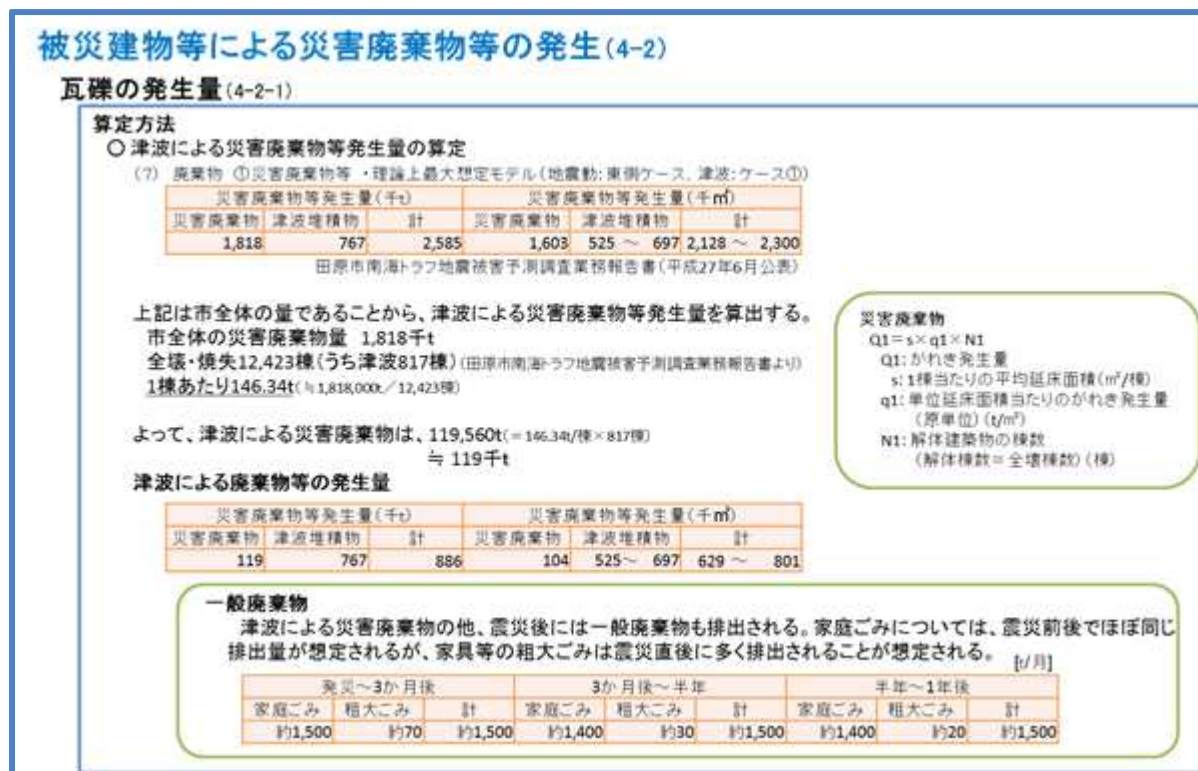 被災建物等による災害廃棄物等の発生(4-2)
瓦礫の発生量(4-2-1)
算定方法
○ 津波による災害廃棄物等発生量の算定
(7) 廃棄物 ①災害廃棄物等 ・理論上最大想定モデル(地震動:東側ケース、津波:ケース①)
災害廃棄物等発生量(千t) 災害廃棄物等発生量(千㎥)
災害廃棄物 津波堆積物 計 災害廃棄物 津波堆積物 計
1,818 767 2,585 1,603 525 ～ 697 2,128 ～ 2,300
田原市南海トラフ地震被害予測調査業務報告書(平成27年6月公表)
上記は市全体の量であることから、津波による災害廃棄物等発生量を算出する。
市全体の災害廃棄物量 1,818千t
全壊・焼失12,423棟(うち津波817棟)(田原市南海トラフ地震被害予測調査業務報告書より)
1棟あたり146.34t(≒1,818,000t／12,423棟)
よって、津波による災害廃棄物は、119,560t(＝146.34t/棟×817棟)
≒ 119千t
災害廃棄物
Q1＝s×q1×N1
Q1:がれき発生量
s:1棟当たりの平均延床面積(㎡/棟)
q1:単位延床面積当たりのがれき発生量
(原単位)(t/㎡)
N1:解体建築物の棟数
(解体棟数＝全壊棟数)(棟)
津波による廃棄物等の発生量
災害廃棄物等発生量(千t) 災害廃棄物等発生量(千㎥)
災害廃棄物 津波堆積物 計 災害廃棄物 津波堆積物 計
119 767 886 104 525～ 697 629 ～ 801
一般廃棄物
津波による災害廃棄物の他、震災後には一般廃棄物も排出される。家庭ごみについては、震災前後でほぼ同じ
排出量が想定されるが、家具等の粗大ごみは震災直後に多く排出されることが想定される。
[t/月]
発災～3か月後 3か月後～半年 半年～1年後
家庭ごみ 粗大ごみ 計 家庭ごみ 粗大ごみ 計 家庭ごみ 粗大ごみ 計
約1,500 約70 約1,500 約1,400 約30 約1,500 約1,400 約20 約1,500